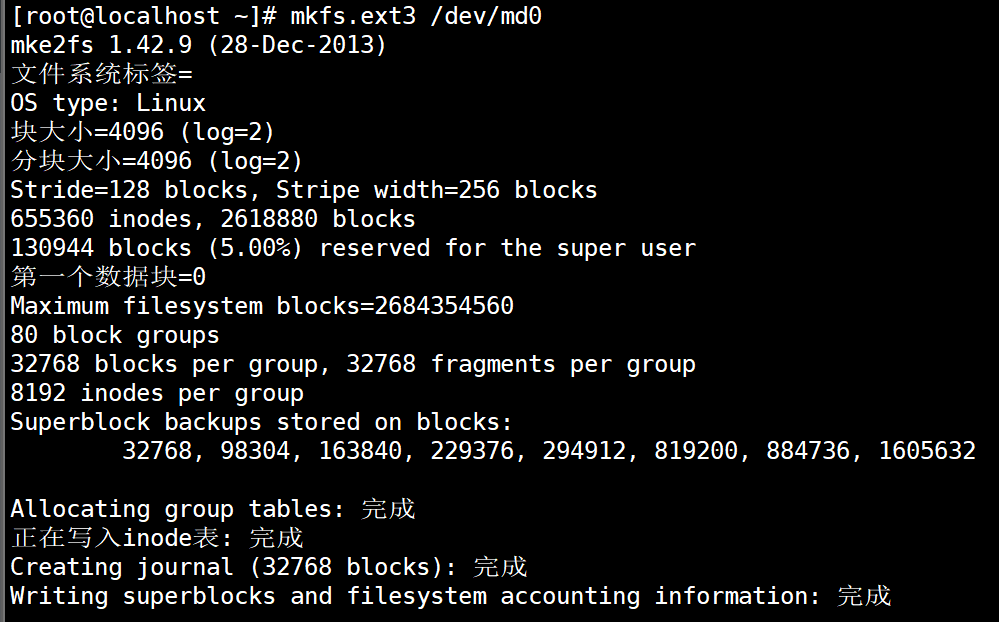 [root@localhost ~]# mkfs.ext3 /dev/md0
mke2fs 1.42.9 (28-Dec-2013)
文件系统标签=
OS type: Linux
块大小=4096 (log=2)
分块大小=4096 (log=2)
Stride=128 blocks, Stripe width=256 blocks
655360 inodes, 2618880 blocks
130944 blocks (5.00%) reserved for the super user
第一个数据块=0
Maximum filesystem blocks=2684354560
80 block groups
32768 blocks per group, 32768 fragments per group
8192 inodes per group
Superblock backups stored on blocks:
32768, 98304, 163840, 229376, 294912, 819200, 884736, 1605632
Allocating group tables: 完成
正在写入inode表: 完成
Creating journal (32768 blocks): 完成
Writing superblocks and filesystem accounting information: 完成